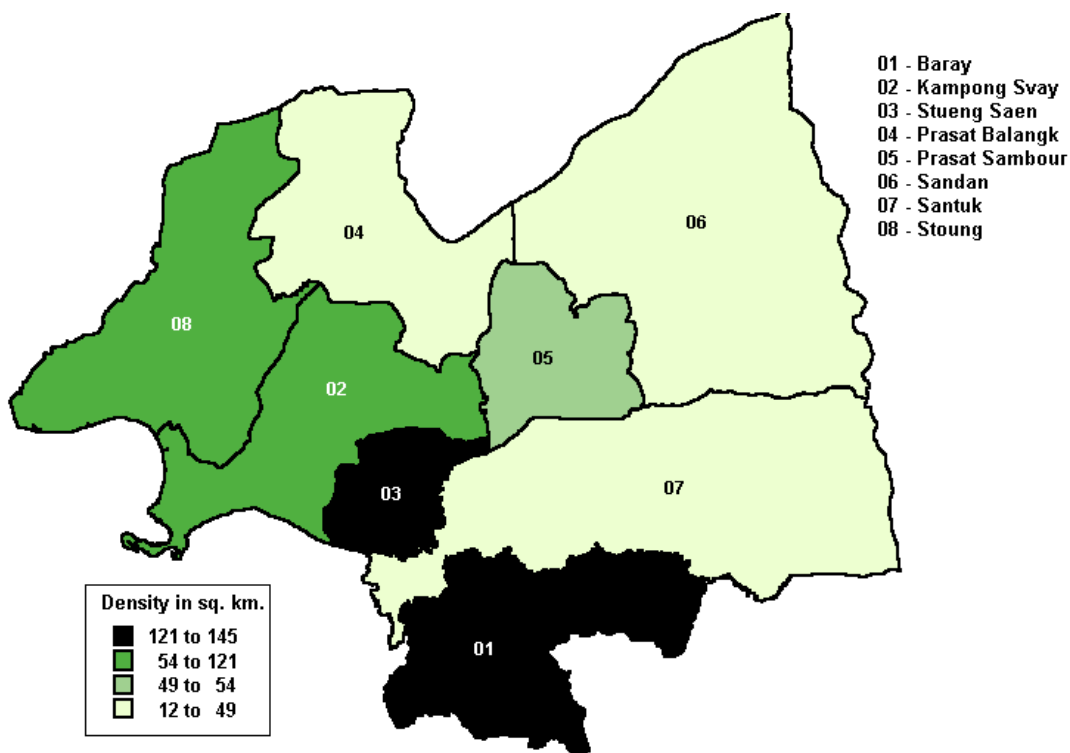 01 - Baray
02 - Kampong Svay
03 - Stueng Saen
04 - Prasat Balangk
05 - Prasat Sambour
06 - Sandan
07 - Santuk
08 - Stoung
06
04
08
05
02
03
07
01
Density in sq. km.
121 to 145
54 to 121
49 to 54
12 to 49